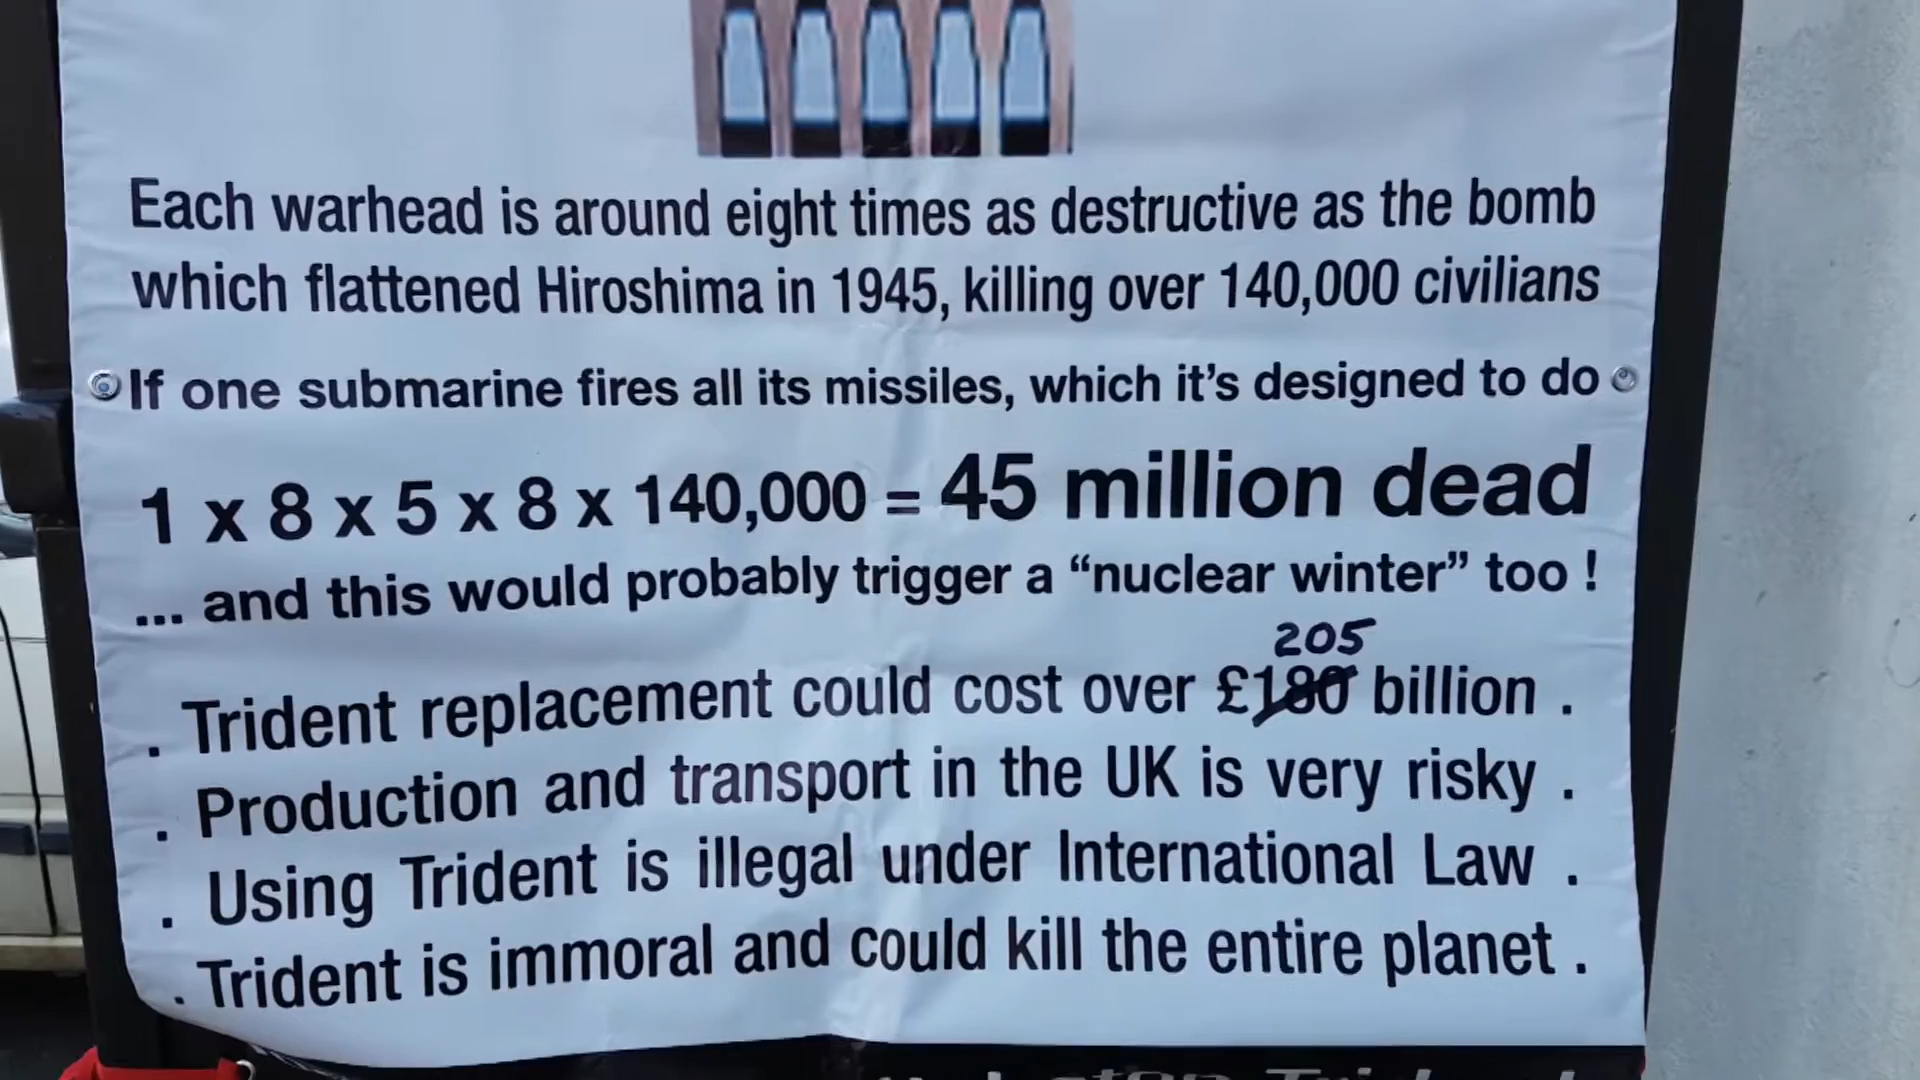 Each warhead is around eight times as destructive as the bomb
which flattened Hiroshima in 1945, killing over 140,000 civilians
If one submarine fires all its missiles, which it's designed to do
1 x 8 x 5 x 8 x 140,000 = 45 million dead
... and this would probably trigger a “nuclear winter” too !
205
. Trident replacement could cost over £180 billion .
. Production and transport in the UK is very risky .
. Using Trident is illegal under International Law .
. Trident is immoral and could kill the entire planet .